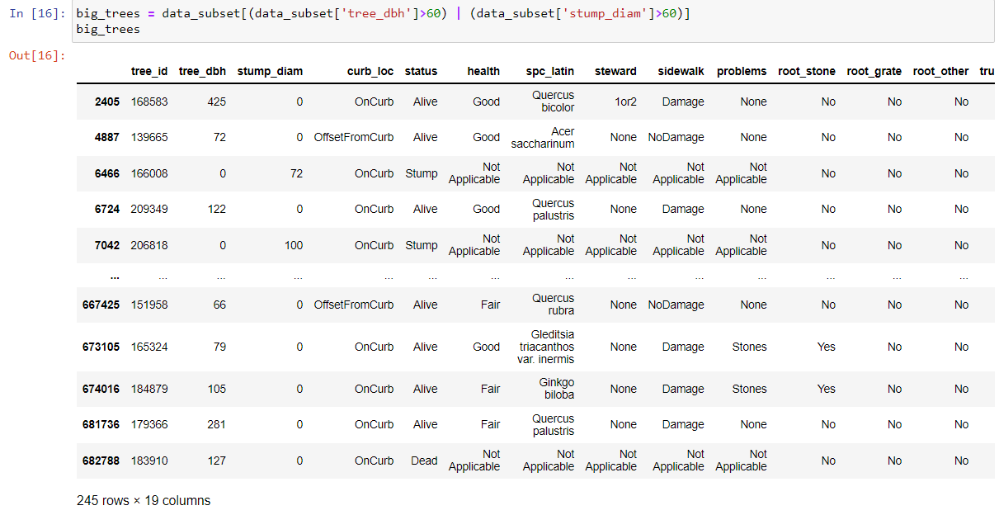 In [16]: big_trees = data_subset[(data_subset['tree_dbh']>60) | (data_subset['stump_diam']>60)]
big_trees
Out[16]:
tree_id tree_dbh stump_diam curb_loc status health spc_latin steward sidewalk problems root_stone root_grate root_other tru
2405 168583 425 0 OnCurb Alive Good Quercus bicolor 1or2 Damage None No No No
4887 139665 72 0 OffsetFromCurb Alive Good Acer saccharinum None NoDamage None No No No
6466 166008 0 72 OnCurb Stump Not Applicable Not Applicable Not Applicable Not Applicable Not Applicable No No No
6724 209349 122 0 OnCurb Alive Good Quercus palustris None Damage None No No No
7042 206818 0 100 OnCurb Stump Not Applicable Not Applicable Not Applicable Not Applicable Not Applicable No No No
... ... ... ... ... ... ... ... ... ... ... ... ... ...
667425 151958 66 0 OffsetFromCurb Alive Fair Quercus rubra None NoDamage None No No No
673105 165324 79 0 OnCurb Alive Good Gleditsia triacanthos var. inermis None Damage Stones Yes No No
674016 184879 105 0 OnCurb Alive Fair Ginkgo biloba None Damage Stones Yes No No
681736 179366 281 0 OnCurb Alive Fair Quercus palustris None Damage None No No No
682788 183910 127 0 OnCurb Dead Not Applicable Not Applicable Not Applicable Not Applicable Not Applicable No No No
245 rows × 19 columns